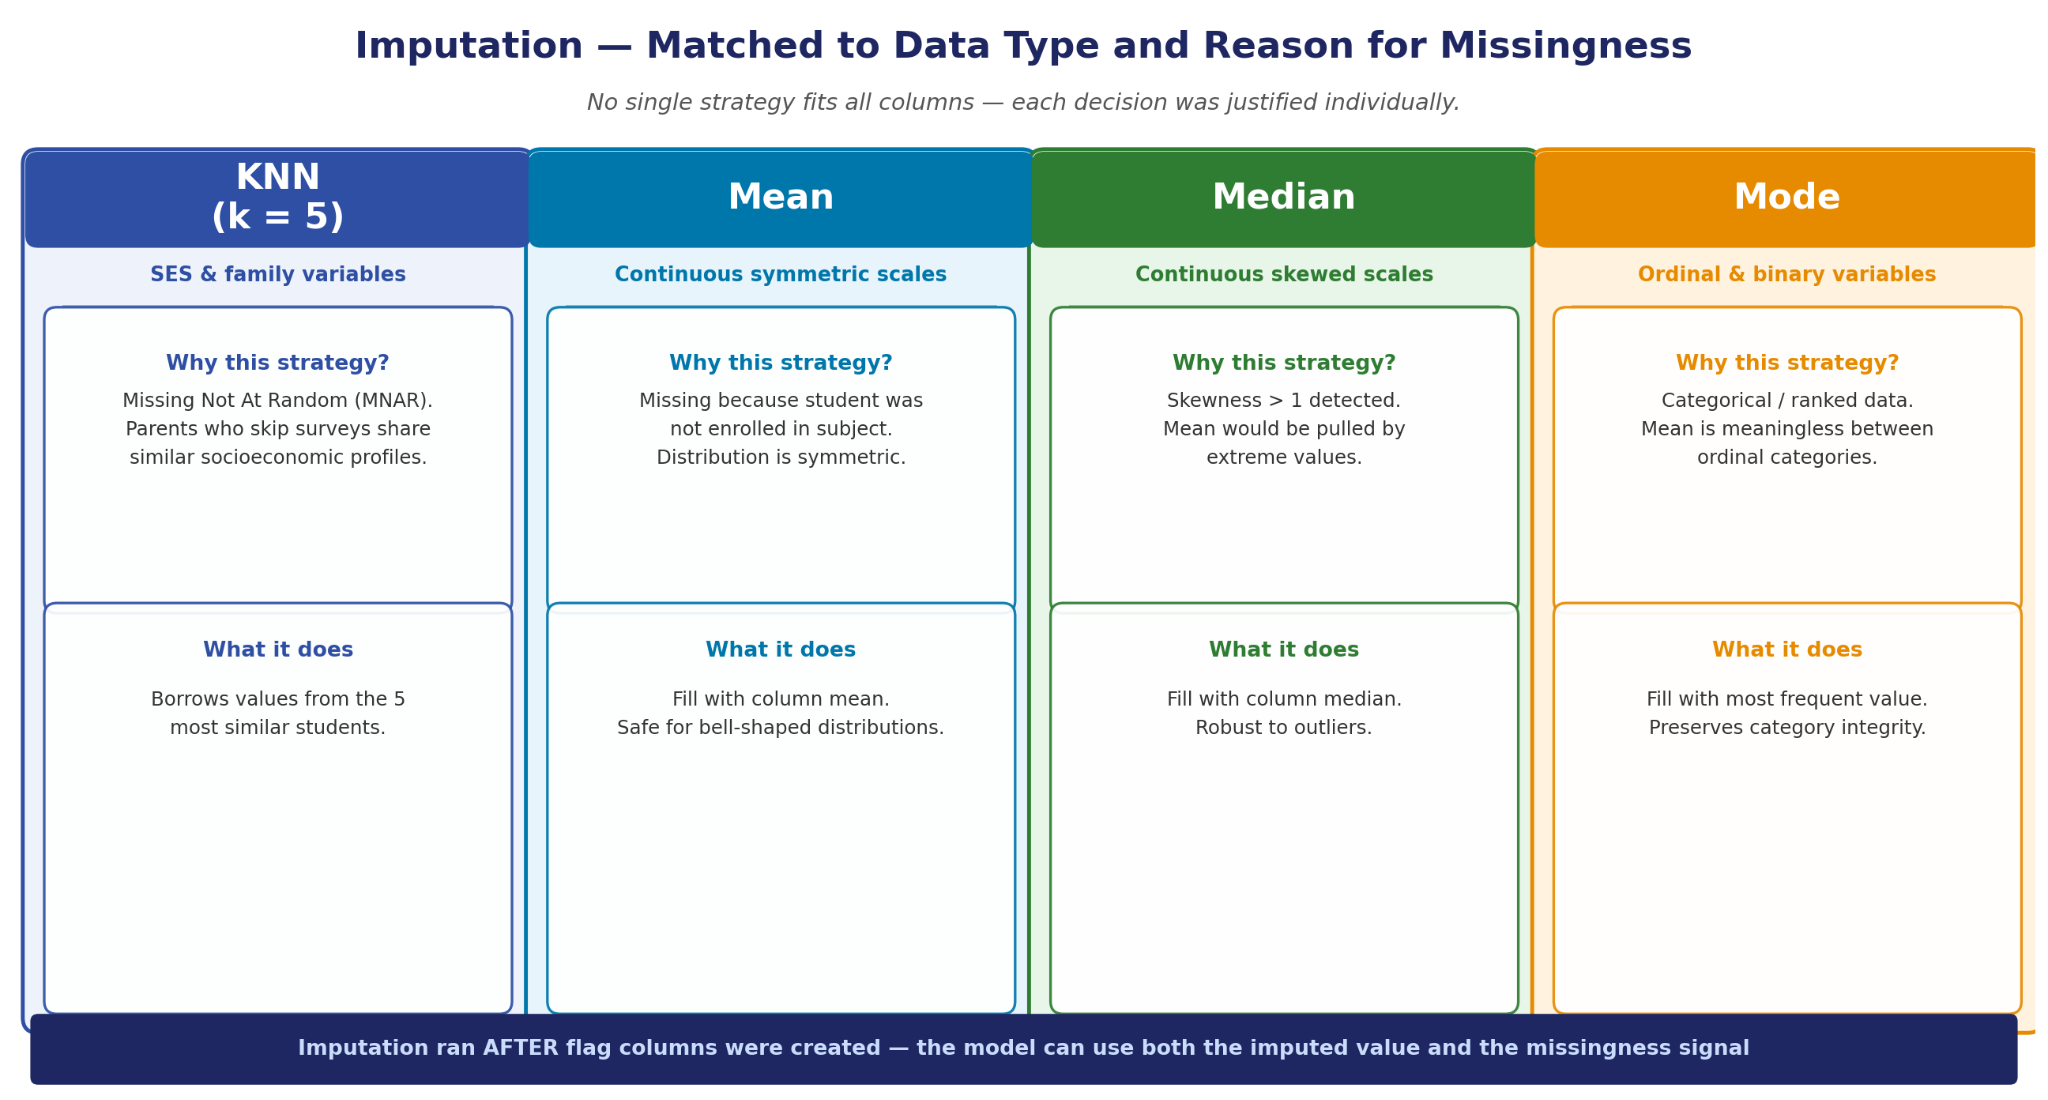 Imputation — Matched to Data Type and Reason for Missingness
No single strategy fits all columns — each decision was justified individually.
KNN
(k = 5)
SES & family variables
Why this strategy?
Missing Not At Random (MNAR).
Parents who skip surveys share
similar socioeconomic profiles.
What it does
Borrows values from the 5
most similar students.
Mean
Continuous symmetric scales
Why this strategy?
Missing because student was
not enrolled in subject.
Distribution is symmetric.
What it does
Fill with column mean.
Safe for bell-shaped distributions.
Median
Continuous skewed scales
Why this strategy?
Skewness > 1 detected.
Mean would be pulled by
extreme values.
What it does
Fill with column median.
Robust to outliers.
Mode
Ordinal & binary variables
Why this strategy?
Categorical / ranked data.
Mean is meaningless between
ordinal categories.
What it does
Fill with most frequent value.
Preserves category integrity.
Imputation ran AFTER flag columns were created — the model can use both the imputed value and the missingness signal